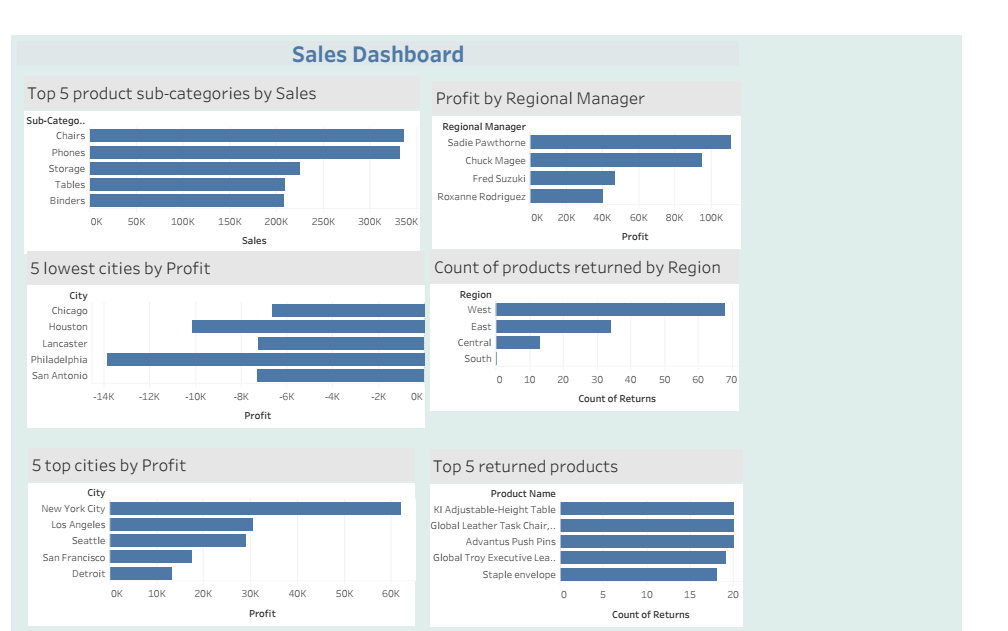 Sales Dashboard
Top 5 product sub-categories by Sales
Sub-Catego..
Chairs
Phones
Storage
Tables
Binders
0K 50K 100K 150K 200K 250K 300K 350K
Sales
Profit by Regional Manager
Regional Manager
Sadie Pawthorne
Chuck Magee
Fred Suzuki
Roxanne Rodriguez
0K 20K 40K 60K 80K 100K
Profit
5 lowest cities by Profit
City
Chicago
Houston
Lancaster
Philadelphia
San Antonio
-14K -12K -10K -8K -6K -4K -2K 0K
Profit
Count of products returned by Region
Region
West
East
Central
South
0 10 20 30 40 50 60 70
Count of Returns
5 top cities by Profit
City
New York City
Los Angeles
Seattle
San Francisco
Detroit
0K 10K 20K 30K 40K 50K 60K
Profit
Top 5 returned products
Product Name
KI Adjustable-Height Table
Global Leather Task Chair,..
Advantus Push Pins
Global Troy Executive Lea..
Staple envelope
0 5 10 15 20
Count of Returns